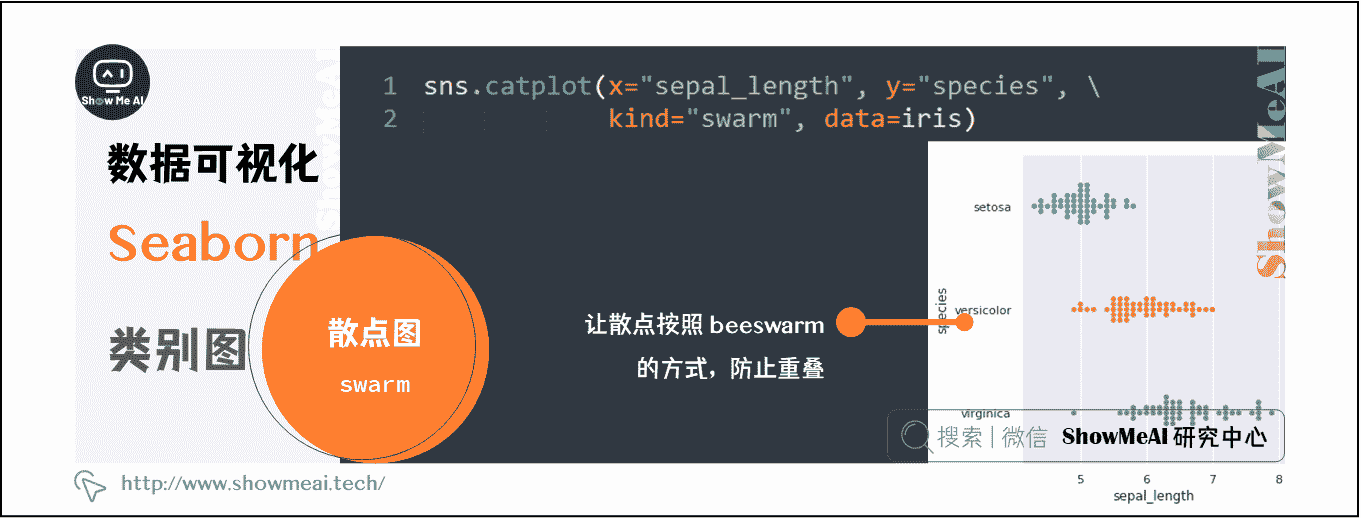 Show Me AI
数据可视化
Seaborn
类别图
散点图
swarm
1 sns.catplot(x="sepal_length", y="species", \
2 kind="swarm", data=iris)
让散点按照 beeswarm
的方式，防止重叠
setosa
versicolor
virginica
species
5 6 7 8
sepal_length
ShowMeAI
ShowMeAI
搜索 | 微信 ShowMeAI 研究中心
http://www.showmeai.tech/